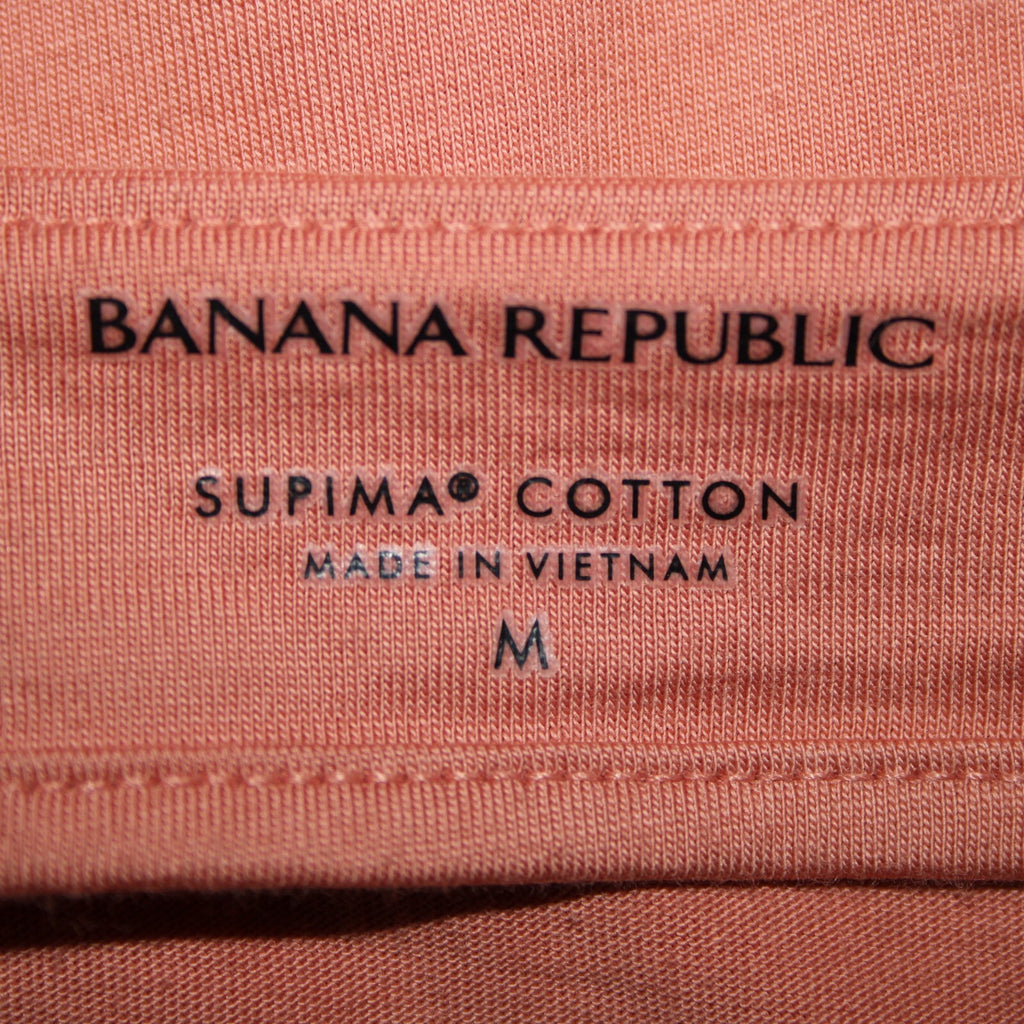 BANANA REPUBLIC
SUPIMA® COTTON
MADE IN VIETNAM
M